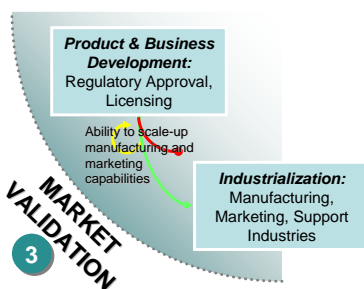 Product & Business
Development:
Regulatory Approval,
Licensing
Ability to scale-up
manufacturing and
marketing
capabilities
Industrialization:
Manufacturing,
Marketing, Support
Industries
MARKET
VALIDATION
3